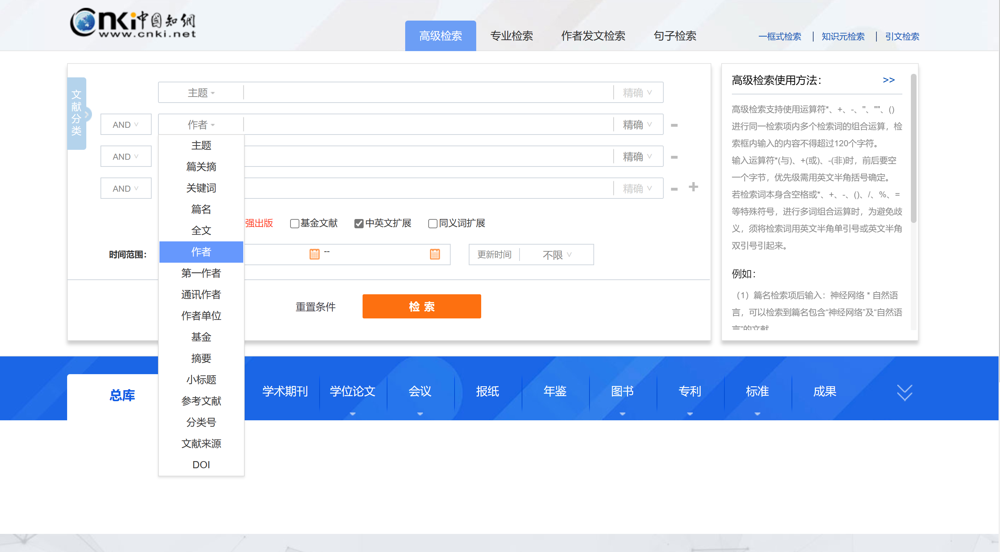 cnki中国知网
www.cnki.net
高级检索
专业检索
作者发文检索
句子检索
一框式检索
知识元检索
引文检索
文献分类
主题
精确
AND
作者
精确
AND
精确
AND
精确
主题
篇关摘
关键词
篇名
全文
作者
第一作者
通讯作者
作者单位
基金
摘要
小标题
参考文献
分类号
文献来源
DOI
强出版
基金文献
中英文扩展
同义词扩展
时间范围：
--
更新时间
不限
重置条件
检索
高级检索使用方法：
>>
高级检索支持使用运算符*、+、-、''、""、()
进行同一检索项内多个检索词的组合运算，检
索框内输入的内容不得超过120个字符。
输入运算符*(与)、+(或)、-(非)时，前后要空
一个字节，优先级需用英文半角括号确定。
若检索词本身含空格或*、+、-、()、/、%、=
等特殊符号，进行多词组合运算时，为避免歧
义，须将检索词用英文半角单引号或英文半角
双引号引起来。
例如：
（1）篇名检索项后输入：神经网络 * 自然语
言，可以检索到篇名包含“神经网络”及“自然语
言”的文献
总库
学术期刊
学位论文
会议
报纸
年鉴
图书
专利
标准
成果